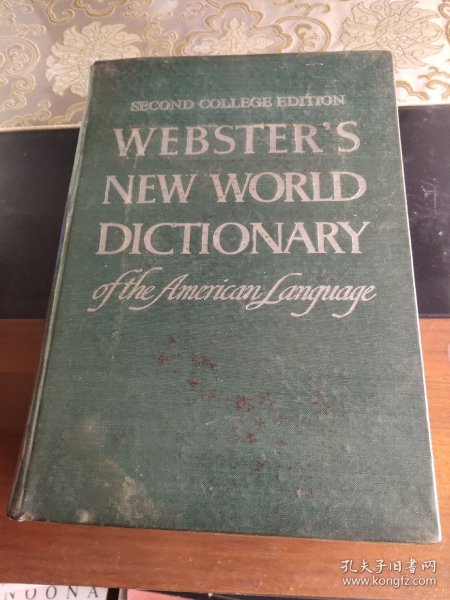 SECOND COLLEGE EDITION
WEBSTER'S
NEW WORLD
DICTIONARY
of the American Language
NOONA
孔夫子旧书网
www.kongfz.com